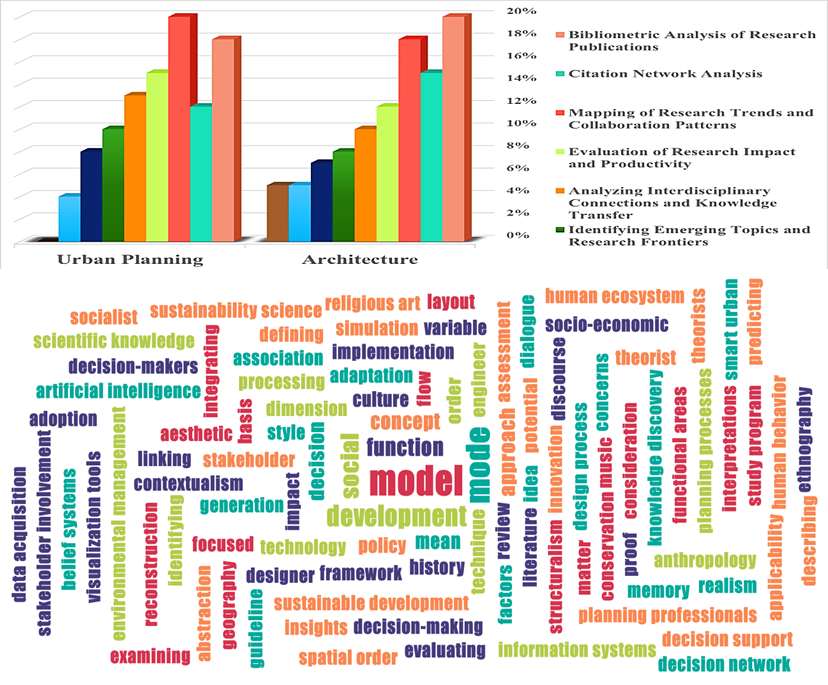 20%
18%
16%
14%
12%
10%
8%
6%
4%
2%
0%
Urban Planning
Architecture
Bibliometric Analysis of Research
Publications
Citation Network Analysis
Mapping of Research Trends and
Collaboration Patterns
Evaluation of Research Impact
and Productivity
Analyzing Interdisciplinary
Connections and Knowledge
Transfer
Identifying Emerging Topics and
Research Frontiers
socialist
sustainability science
religious art
layout
scientific knowledge
integrating
defining
simulation
variable
decision-makers
association
implementation
artificial intelligence
processing
adaptation
flow
order
engineer
adoption
basis
dimension
culture
concept
aesthetic
style
decision
social
function
mode
linking
stakeholder
model
contextualism
generation
impact
development
data acquisition
stakeholder involvement
belief systems
visualization tools
environmental management
reconstruction
identifying
focused
technology
policy
mean
technique
abstraction
geography
guideline
designer
framework
history
sustainable development
insights
decision-making
examining
spatial order
evaluating
human ecosystem
theorists
smart urban
predicting
assessment
dialogue
socio-economic
discourse
theorist
approach
potential
concerns
knowledge discovery
functional areas
planning processes
interpretations
study program
human behavior
ethnography
review
idea
literature
innovation
structuralism
design process
matter
music
conservation
consideration
proof
factors
anthropology
applicability
describing
memory
realism
planning professionals
information systems
decision support
decision network